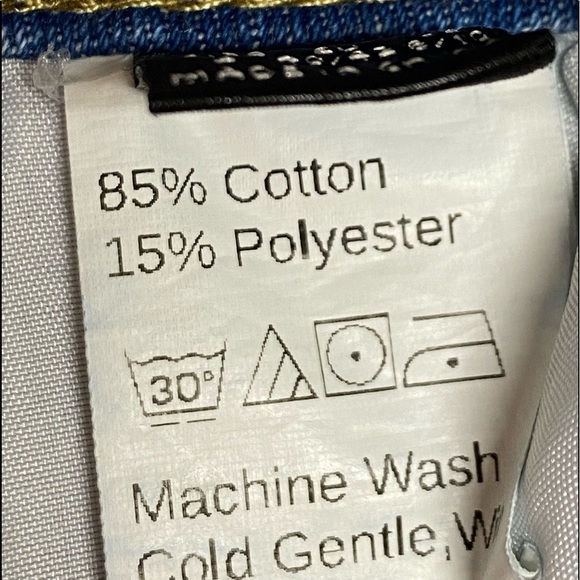 85% Cotton
15% Polyester
30°
Machine Wash
Cold Gentle,W